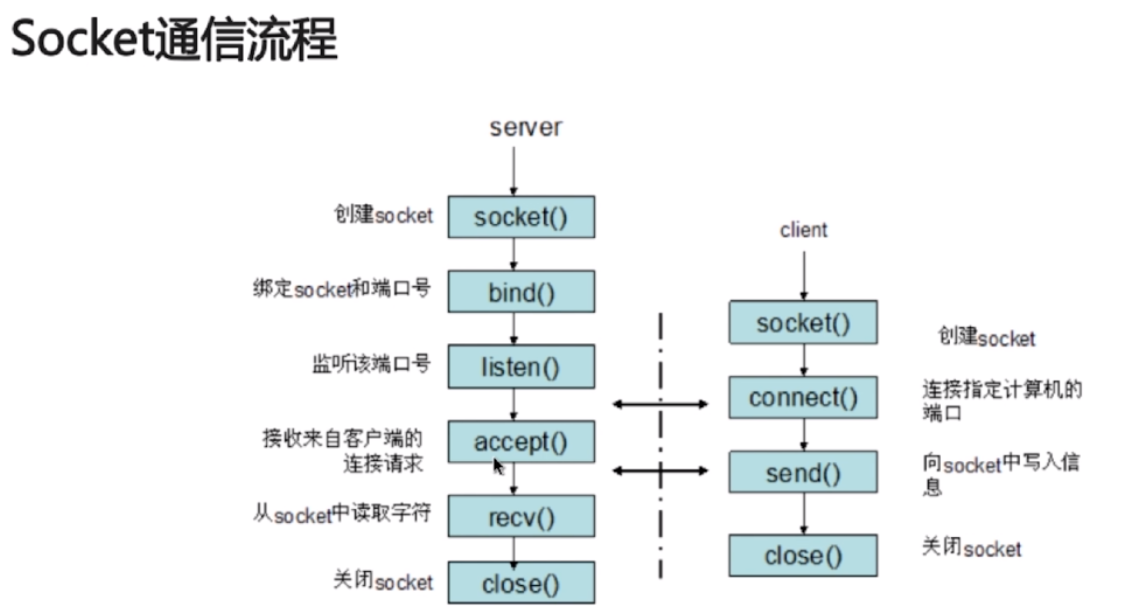 Socket通信流程
server
创建socket
socket()
绑定socket和端口号
bind()
监听该端口号
listen()
接收来自客户端的
连接请求
accept()
从socket中读取字符
recv()
关闭socket
close()
client
socket()
创建socket
connect()
连接指定计算机的
端口
send()
向socket中写入信
息
close()
关闭socket